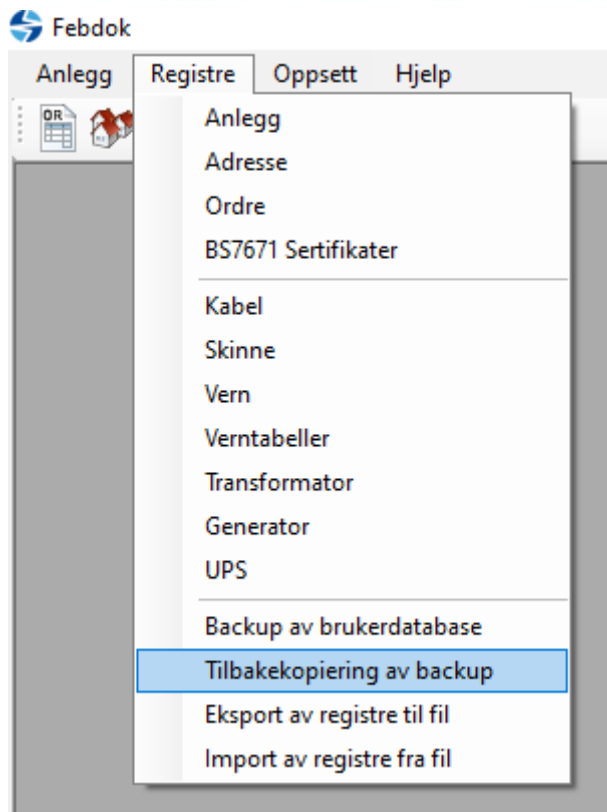 Febdok
Anlegg Registre Oppsett Hjelp
OR
Anlegg
Adresse
Ordre
BS7671 Sertifikater
Kabel
Skinne
Vern
Verntabeller
Transformator
Generator
UPS
Backup av brukerdatabase
Tilbakekopiering av backup
Eksport av registre til fil
Import av registre fra fil